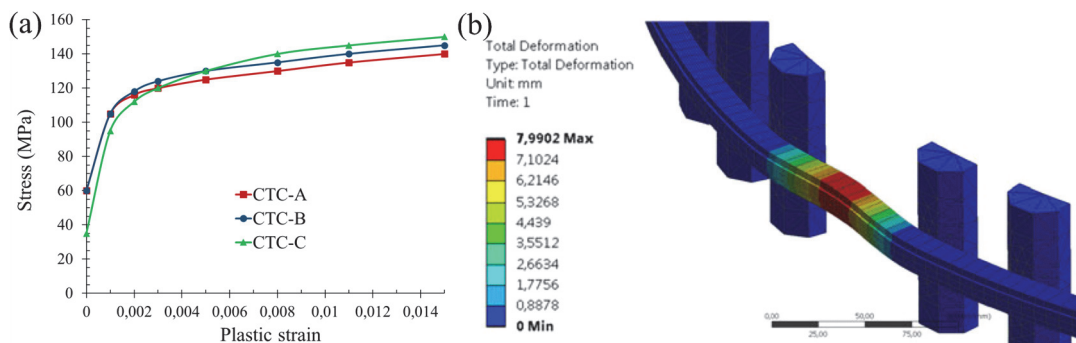 (a)
Stress (MPa)
160
140
120
100
80
60
40
20
0
CTC-A
CTC-B
CTC-C
0 0,002 0,004 0,006 0,008 0,01 0,012 0,014
Plastic strain
(b)
Total Deformation
Type: Total Deformation
Unit: mm
Time: 1
7,9902 Max
7,1024
6,2146
5,3268
4,439
3,5512
2,6634
1,7756
0,8878
0 Min
0,00 50,00
25,00 75,00